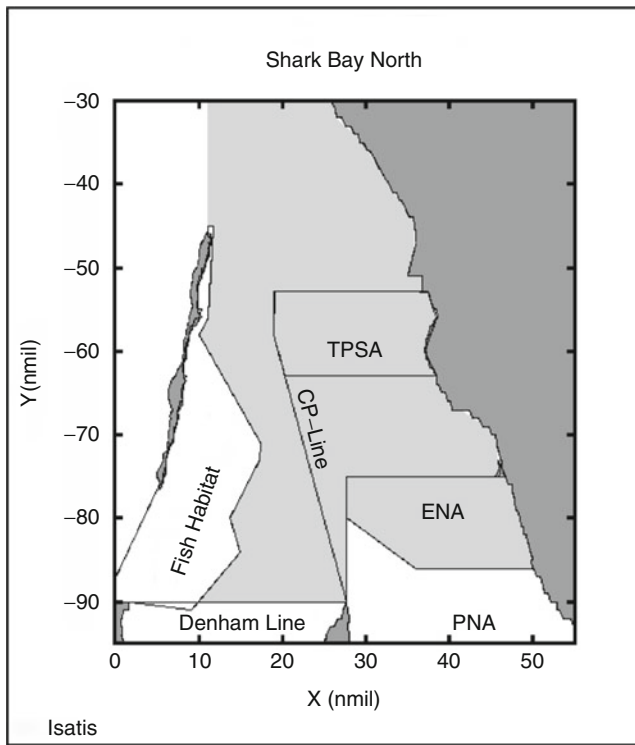 Shark Bay North
−30
−40
−50
−60
−70
−80
−90
Y(nmil)
TPSA
CP–Line
Fish Habitat
ENA
Denham Line
PNA
0
10
20
30
40
50
X (nmil)
Isatis